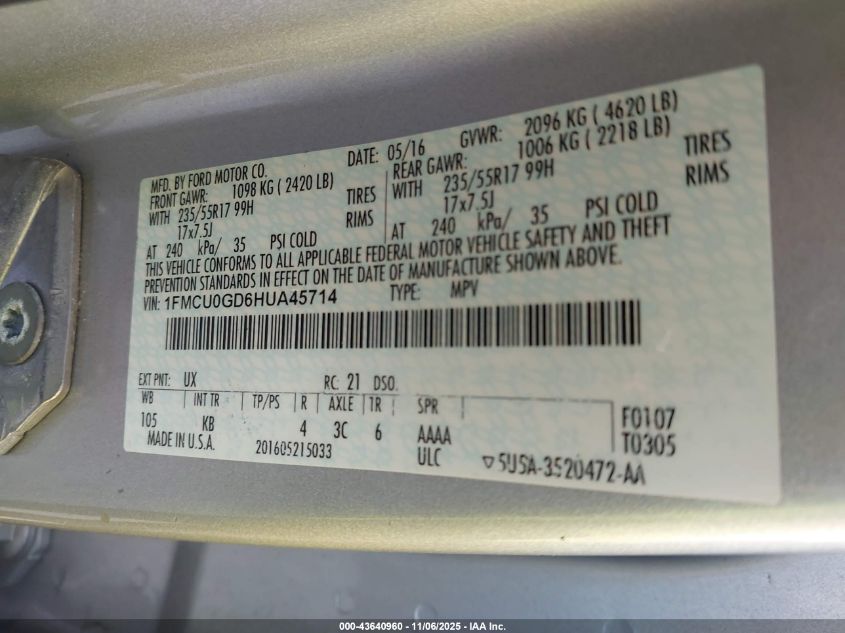 MFD. BY FORD MOTOR CO. DATE: 05/16 GVWR: 2096 KG ( 4620 LB)
FRONT GAWR: 1098 KG ( 2420 LB) REAR GAWR: 1006 KG ( 2218 LB)
WITH 235/55R17 99H TIRES WITH 235/55R17 99H TIRES
17x7.5J RIMS 17x7.5J RIMS
AT 240 kPa/ 35 PSI COLD AT 240 kPa/ 35 PSI COLD
THIS VEHICLE CONFORMS TO ALL APPLICABLE FEDERAL MOTOR VEHICLE SAFETY AND THEFT
PREVENTION STANDARDS IN EFFECT ON THE DATE OF MANUFACTURE SHOWN ABOVE.
VIN: 1FMCU0GD6HUA45714 TYPE: MPV
EXT PNT: UX RC: 21 DSO:
WB INT TR TP/PS R AXLE TR SPR
105 KB 4 3C 6 AAAA F0107
MADE IN U.S.A. 201605215033 ULC T0305
▽5U5A-3520472-AA
000-43640960 - 11/06/2025 - IAA Inc.